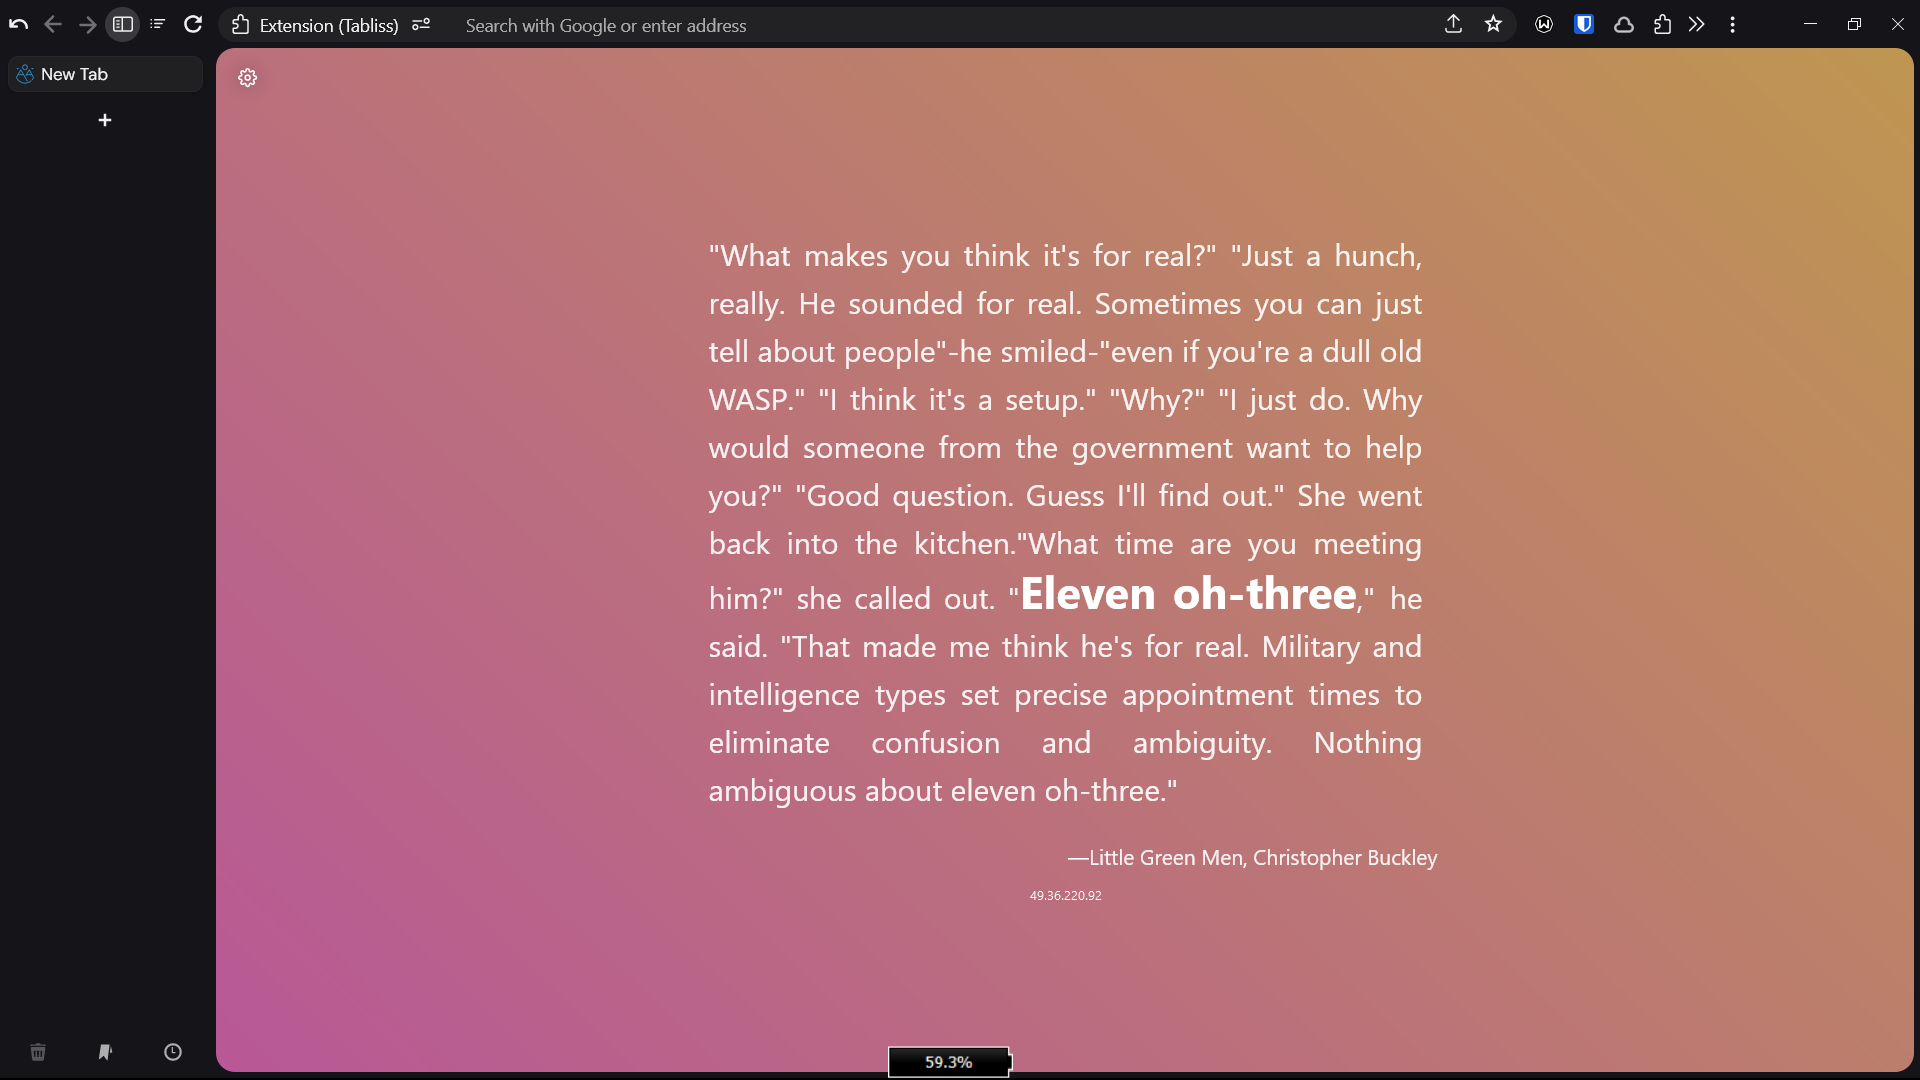 Extension (Tabliss)
Search with Google or enter address
New Tab
"What makes you think it's for real?" "Just a hunch,
really. He sounded for real. Sometimes you can just
tell about people"-he smiled-"even if you're a dull old
WASP." "I think it's a setup." "Why?" "I just do. Why
would someone from the government want to help
you?" "Good question. Guess I'll find out." She went
back into the kitchen."What time are you meeting
him?" she called out. "Eleven oh-three," he
said. "That made me think he's for real. Military and
intelligence types set precise appointment times to
eliminate confusion and ambiguity. Nothing
ambiguous about eleven oh-three."
—Little Green Men, Christopher Buckley
49.36.220.92
59.3%